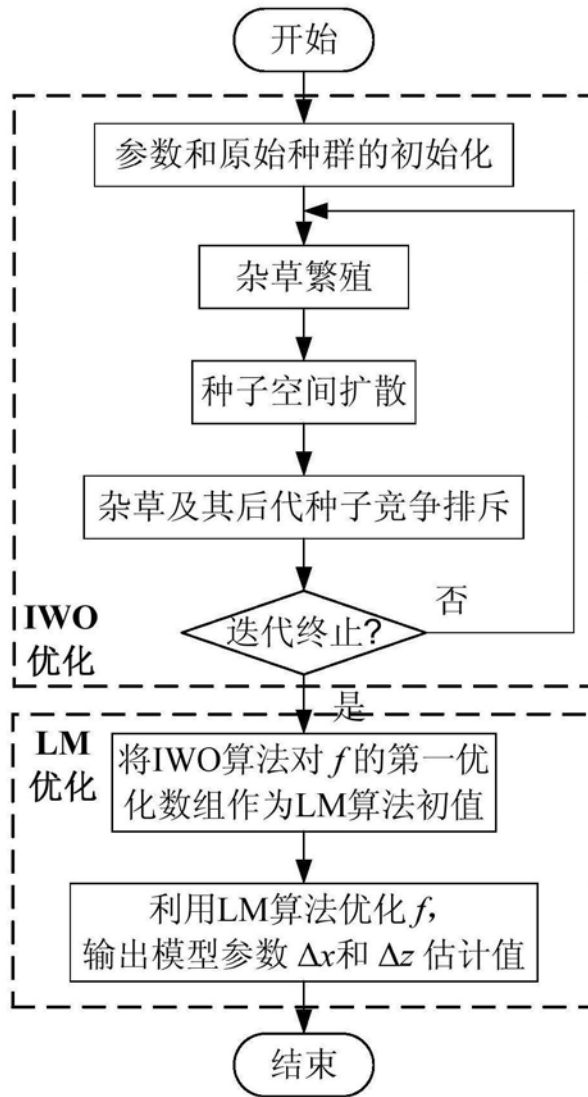 开始
参数和原始种群的初始化
杂草繁殖
种子空间扩散
杂草及其后代种子竞争排斥
迭代终止?
否
IWO
优化
是
LM
优化
将IWO算法对 f 的第一优
化数组作为LM算法初值
利用LM算法优化 f，
输出模型参数 Δx和 Δz 估计值
结束